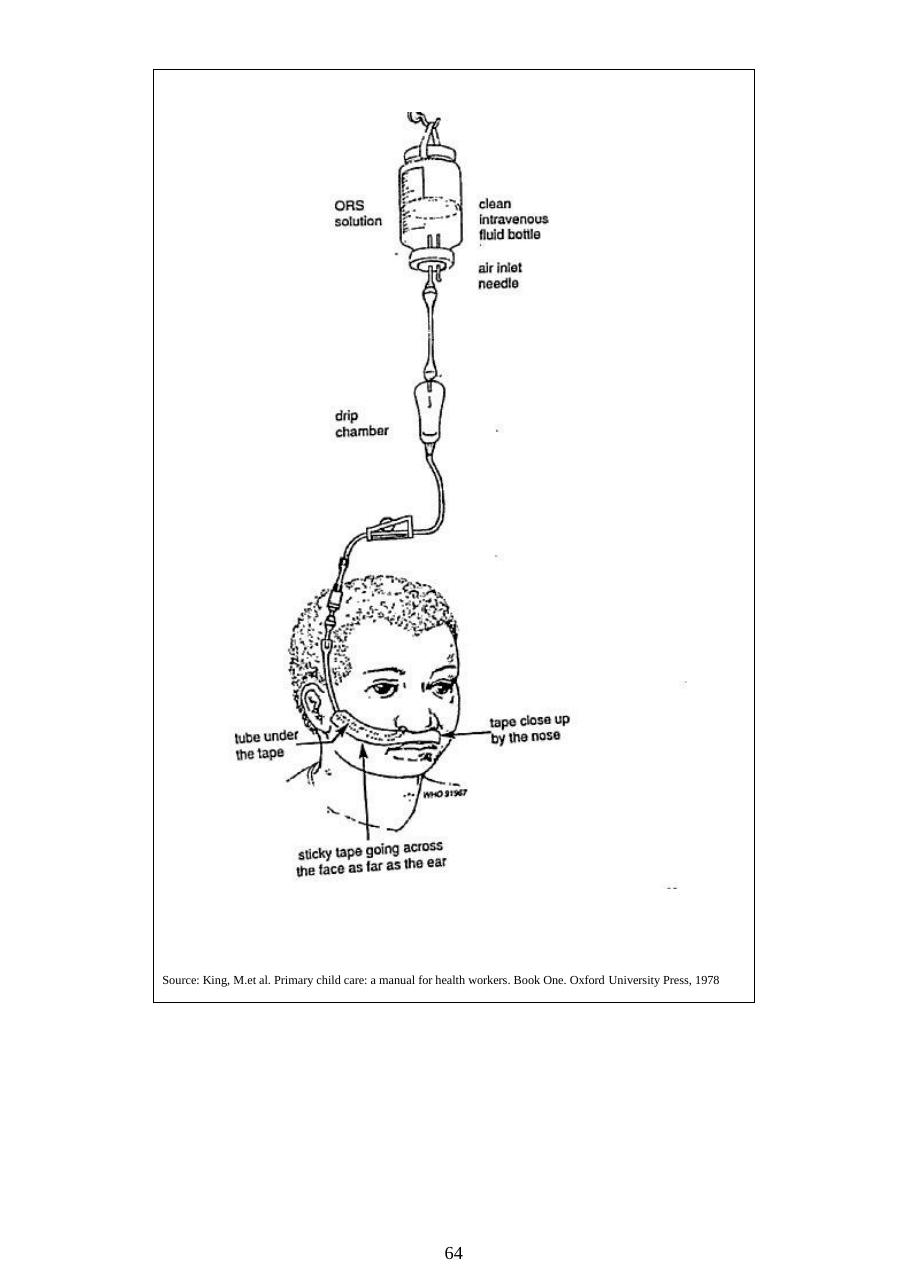 ORS
solution
clean
intravenous
fluid bottle
air inlet
needle
drip
chamber
tube under
the tape
tape close up
by the nose
WHO 91967
sticky tape going across
the face as far as the ear
Source: King, M.et al. Primary child care: a manual for health workers. Book One. Oxford University Press, 1978
64